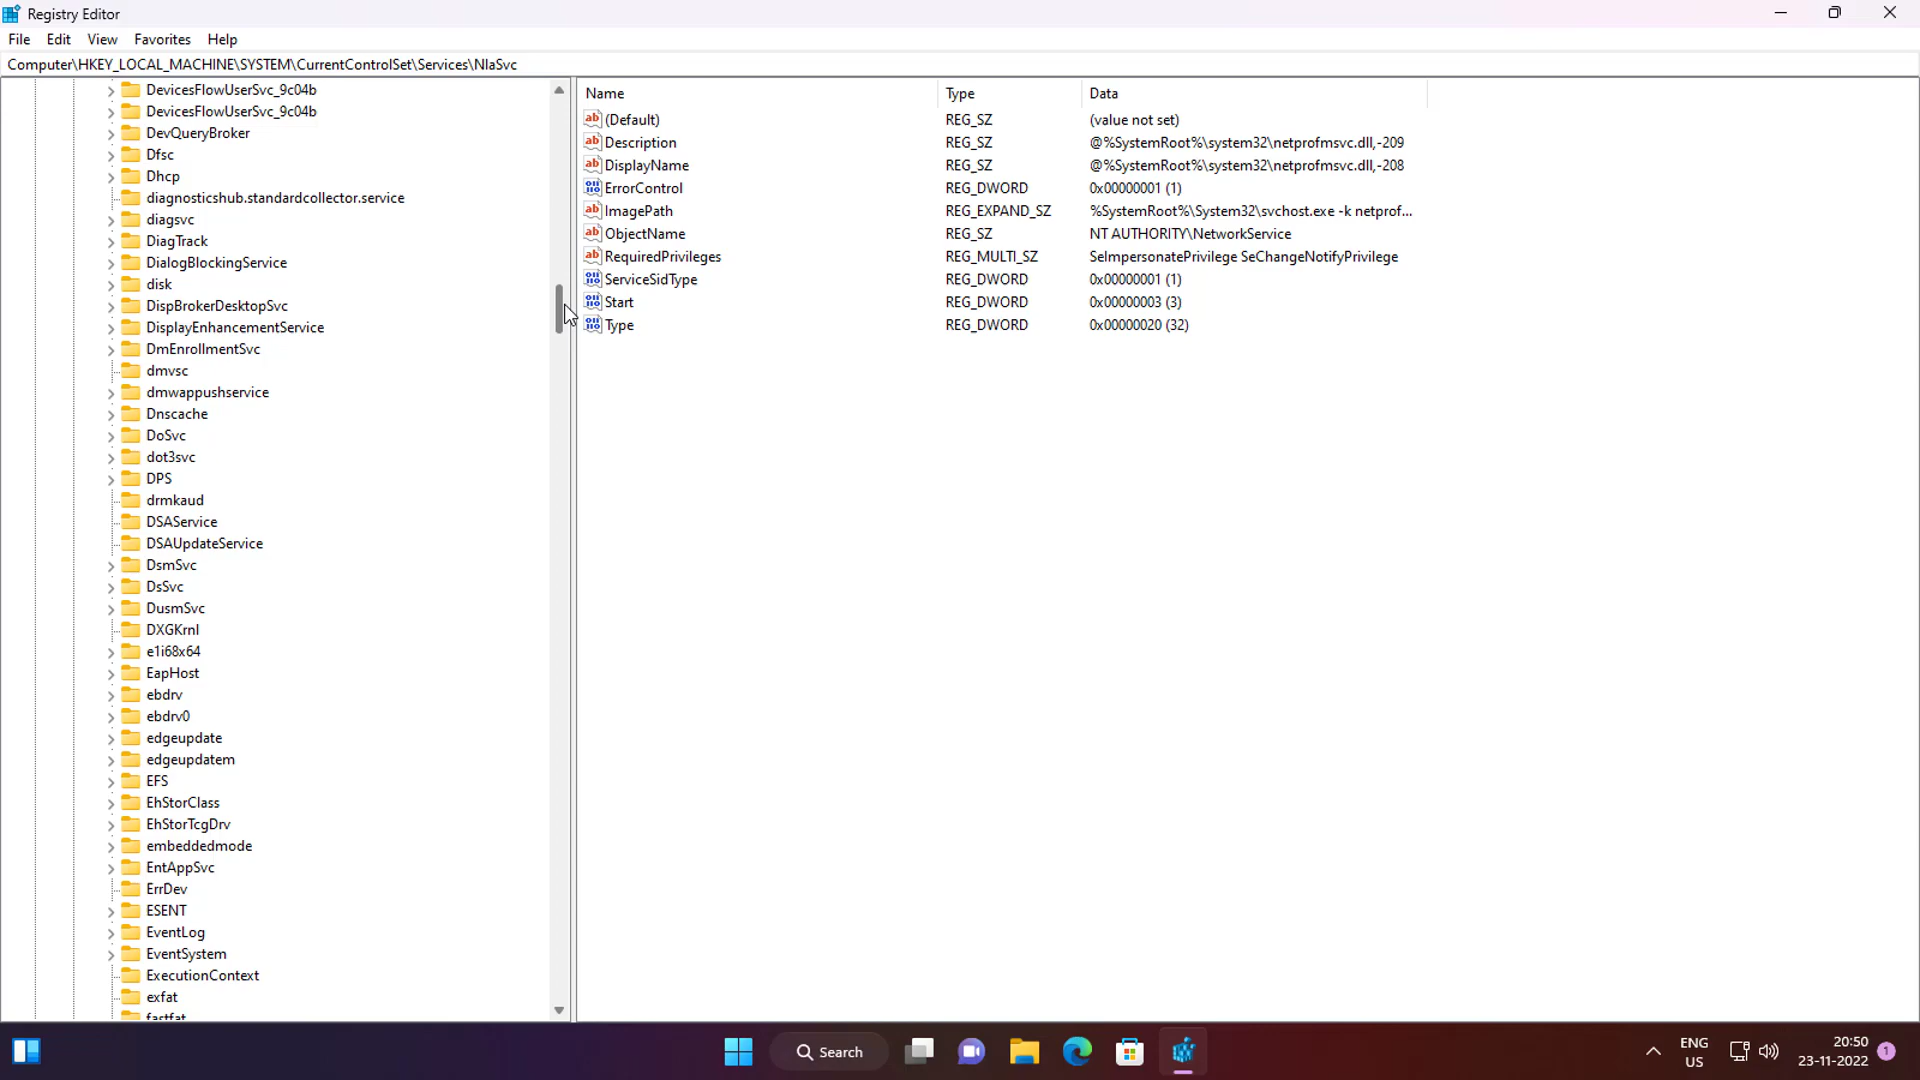 Registry Editor
File Edit View Favorites Help
Computer\HKEY_LOCAL_MACHINE\SYSTEM\CurrentControlSet\Services\NlaSvc
DevicesFlowUserSvc_9c04b
DevicesFlowUserSvc_9c04b
DevQueryBroker
Dfsc
Dhcp
diagnosticshub.standardcollector.service
diagsvc
DiagTrack
DialogBlockingService
disk
DispBrokerDesktopSvc
DisplayEnhancementService
DmEnrollmentSvc
dmvsc
dmwappushservice
Dnscache
DoSvc
dot3svc
DPS
drmkaud
DSAService
DSAUpdateService
DsmSvc
DsSvc
DusmSvc
DXGKrnl
e1i68x64
EapHost
ebdrv
ebdrv0
edgeupdate
edgeupdatem
EFS
EhStorClass
EhStorTcgDrv
embeddedmode
EntAppSvc
ErrDev
ESENT
EventLog
EventSystem
ExecutionContext
exfat
fastfat
Name Type Data
(Default) REG_SZ (value not set)
Description REG_SZ @%SystemRoot%\system32\netprofmsvc.dll,-209
DisplayName REG_SZ @%SystemRoot%\system32\netprofmsvc.dll,-208
ErrorControl REG_DWORD 0x00000001 (1)
ImagePath REG_EXPAND_SZ %SystemRoot%\System32\svchost.exe -k netprof...
ObjectName REG_SZ NT AUTHORITY\NetworkService
RequiredPrivileges REG_MULTI_SZ SeImpersonatePrivilege SeChangeNotifyPrivilege
ServiceSidType REG_DWORD 0x00000001 (1)
Start REG_DWORD 0x00000003 (3)
Type REG_DWORD 0x00000020 (32)
Search
ENG
US
20:50
23-11-2022
1